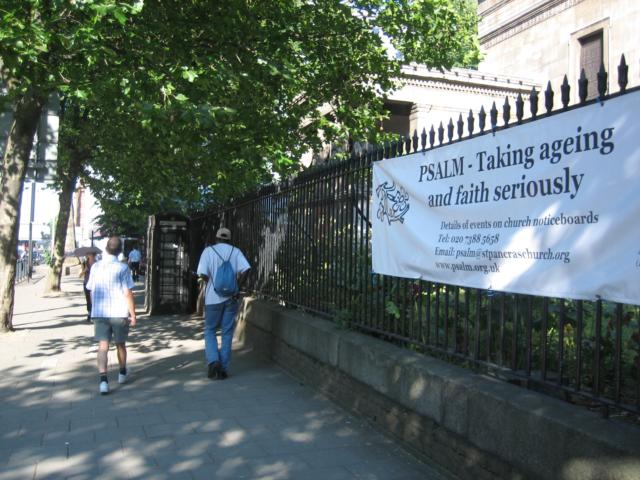 PSALM - Taking ageing
and faith seriously
Details of events on church noticeboards
Tel: 020 7388 5658
Email: psalm@stpancraschurch.org
www.psalm.org.uk